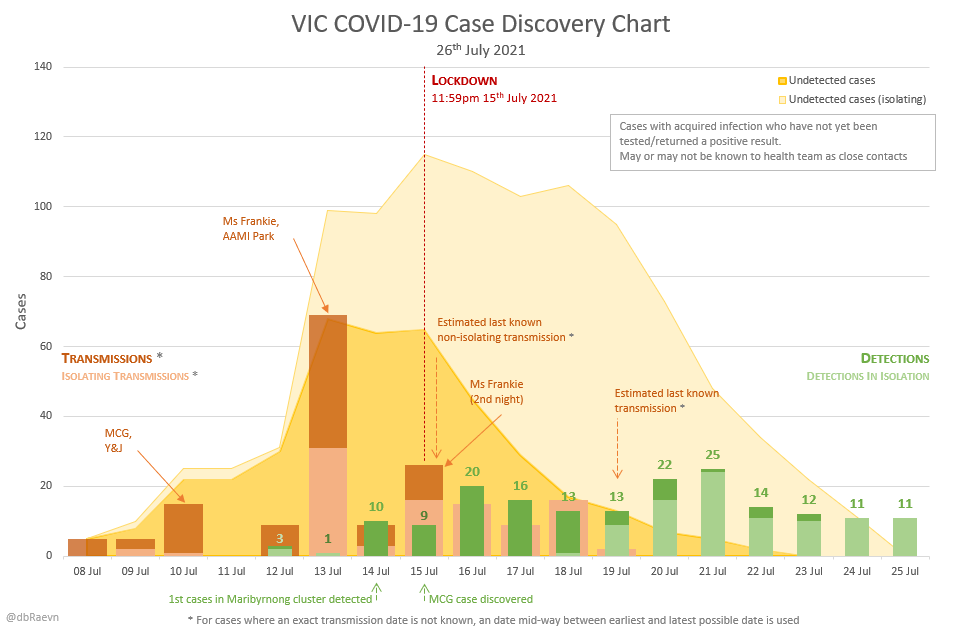 VIC COVID-19 Case Discovery Chart
26th July 2021
LOCKDOWN
11:59pm 15th July 2021
Undetected cases
Undetected cases (isolating)
Cases with acquired infection who have not yet been
tested/returned a positive result.
May or may not be known to health team as close contacts
140
120
100
80
60
40
20
0
Cases
Ms Frankie,
AAMI Park
Estimated last known
non-isolating transmission *
TRANSMISSIONS *
ISOLATING TRANSMISSIONS *
DETECTIONS
DETECTIONS IN ISOLATION
Ms Frankie
(2nd night)
Estimated last known
transmission *
MCG,
Y&J
3
1
10
9
20
16
13
13
22
25
14
12
11
11
08 Jul
09 Jul
10 Jul
11 Jul
12 Jul
13 Jul
14 Jul
15 Jul
16 Jul
17 Jul
18 Jul
19 Jul
20 Jul
21 Jul
22 Jul
23 Jul
24 Jul
25 Jul
1st cases in Maribyrnong cluster detected
MCG case discovered
@dbRaevn
* For cases where an exact transmission date is not known, an date mid-way between earliest and latest possible date is used